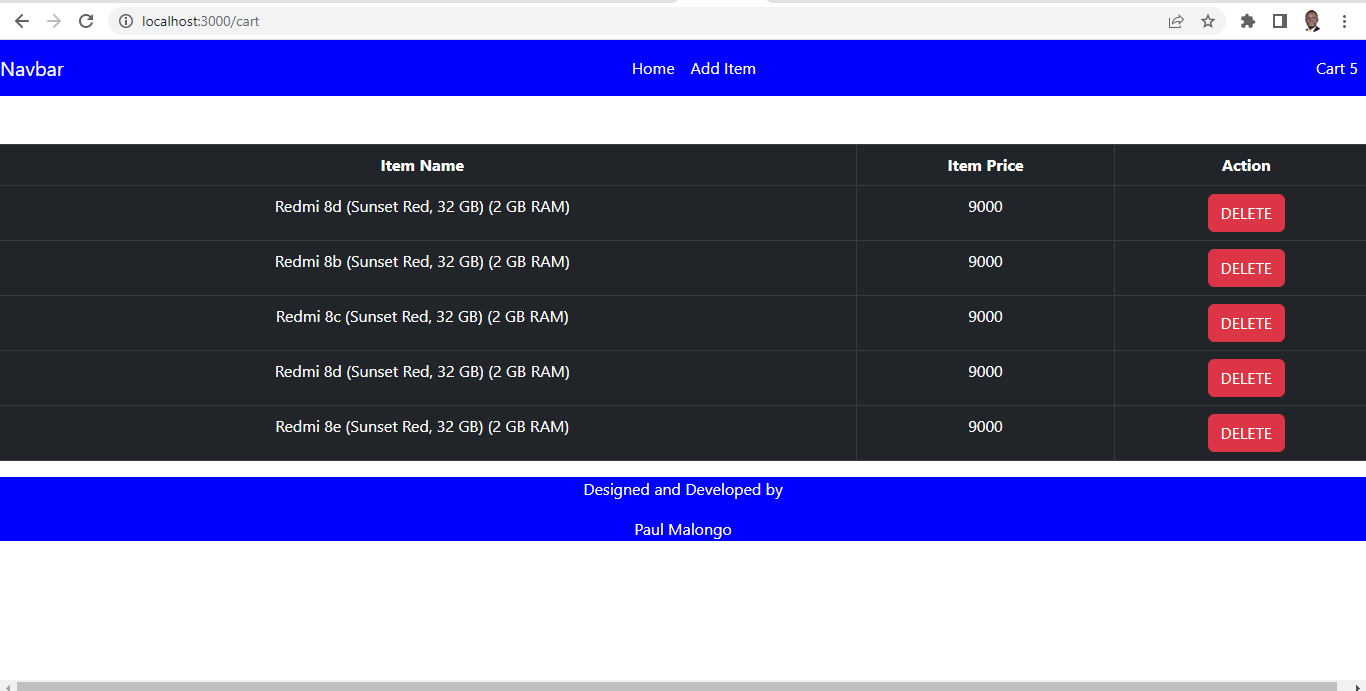 localhost:3000/cart
Navbar Home Add Item Cart 5
Item Name Item Price Action
Redmi 8d (Sunset Red, 32 GB) (2 GB RAM) 9000 DELETE
Redmi 8b (Sunset Red, 32 GB) (2 GB RAM) 9000 DELETE
Redmi 8c (Sunset Red, 32 GB) (2 GB RAM) 9000 DELETE
Redmi 8d (Sunset Red, 32 GB) (2 GB RAM) 9000 DELETE
Redmi 8e (Sunset Red, 32 GB) (2 GB RAM) 9000 DELETE
Designed and Developed by
Paul Malongo